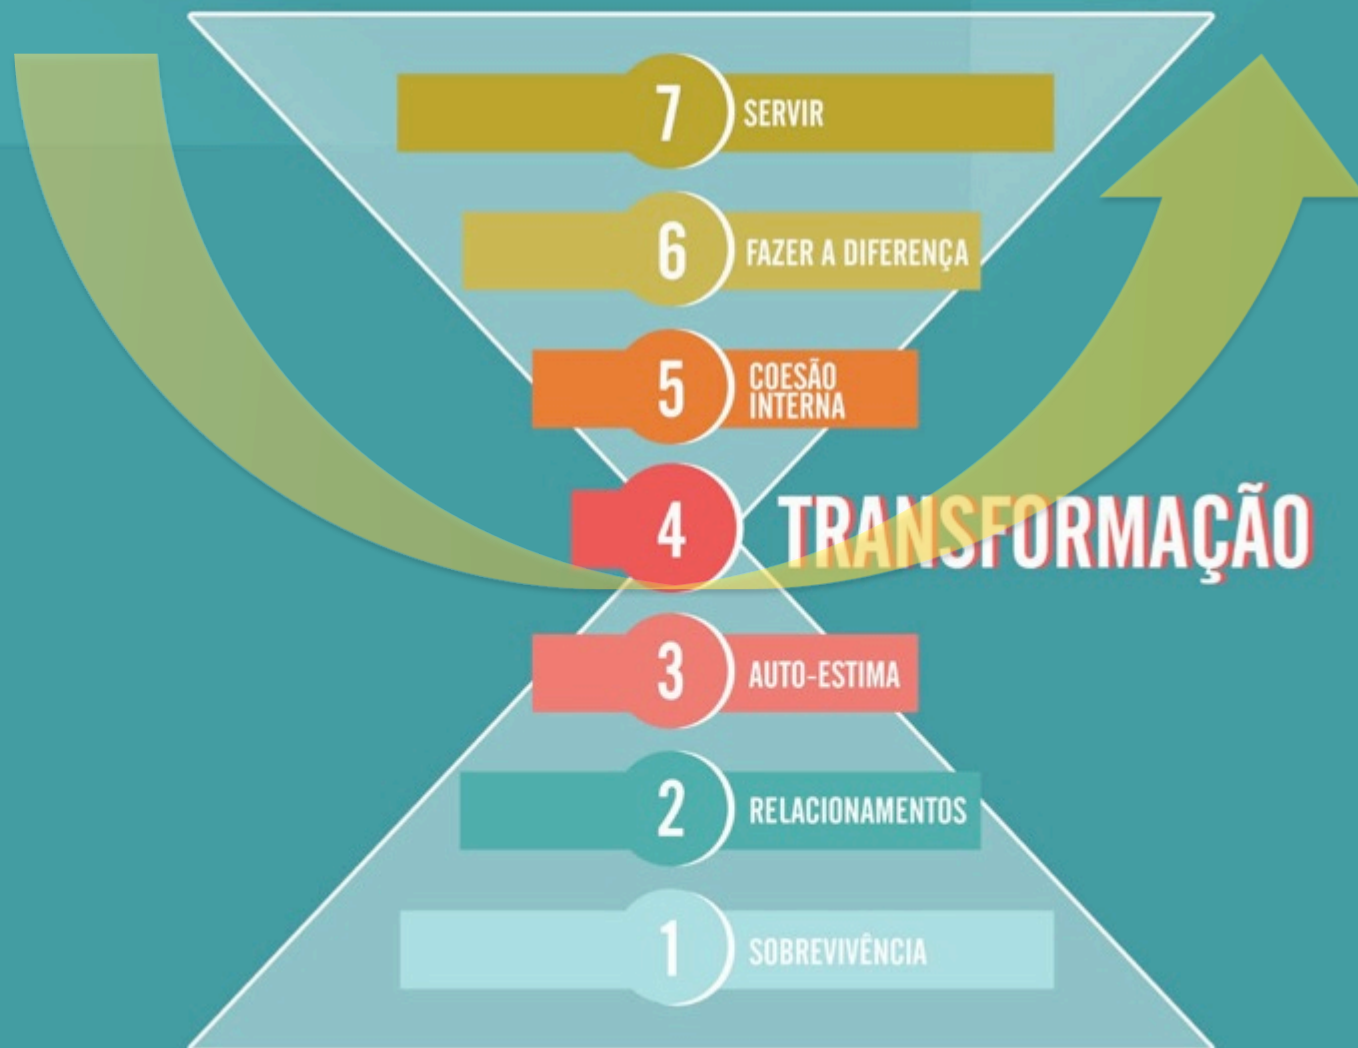 7 SERVIR
6 FAZER A DIFERENÇA
5 COESÃO
INTERNA
4 TRANSFORMAÇÃO
3 AUTO-ESTIMA
2 RELACIONAMENTOS
1 SOBREVIVÊNCIA